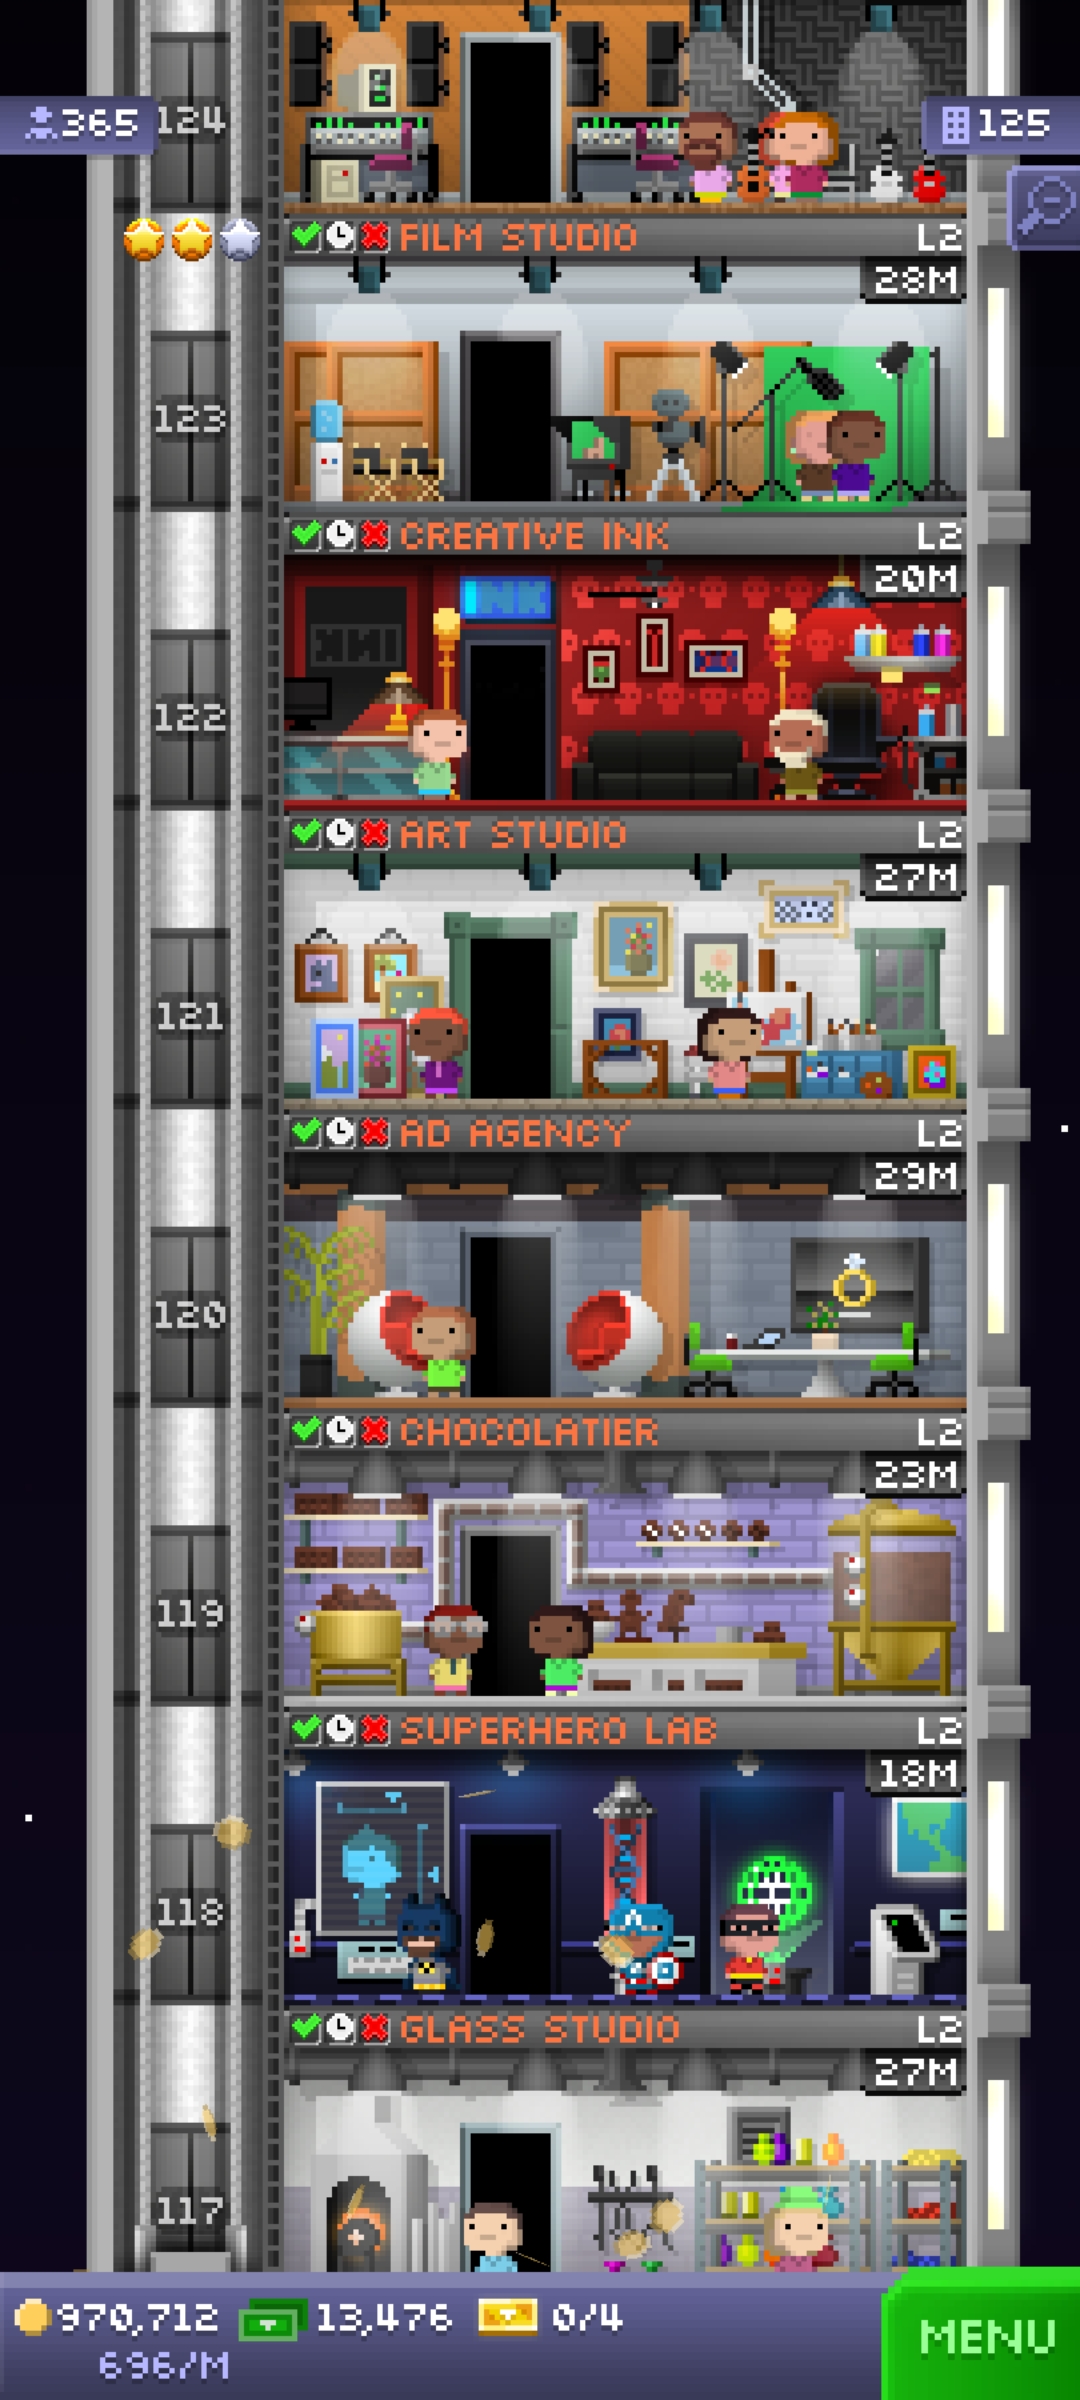 365
124
125
FILM STUDIO L2
28M
123
CREATIVE INK L2
20M
INK
INK
122
ART STUDIO L2
27M
121
AD AGENCY L2
29M
120
CHOCOLATIER L2
23M
119
SUPERHERO LAB L2
18M
118
GLASS STUDIO L2
27M
117
970,712 13,476 0/4
696/M
MENU